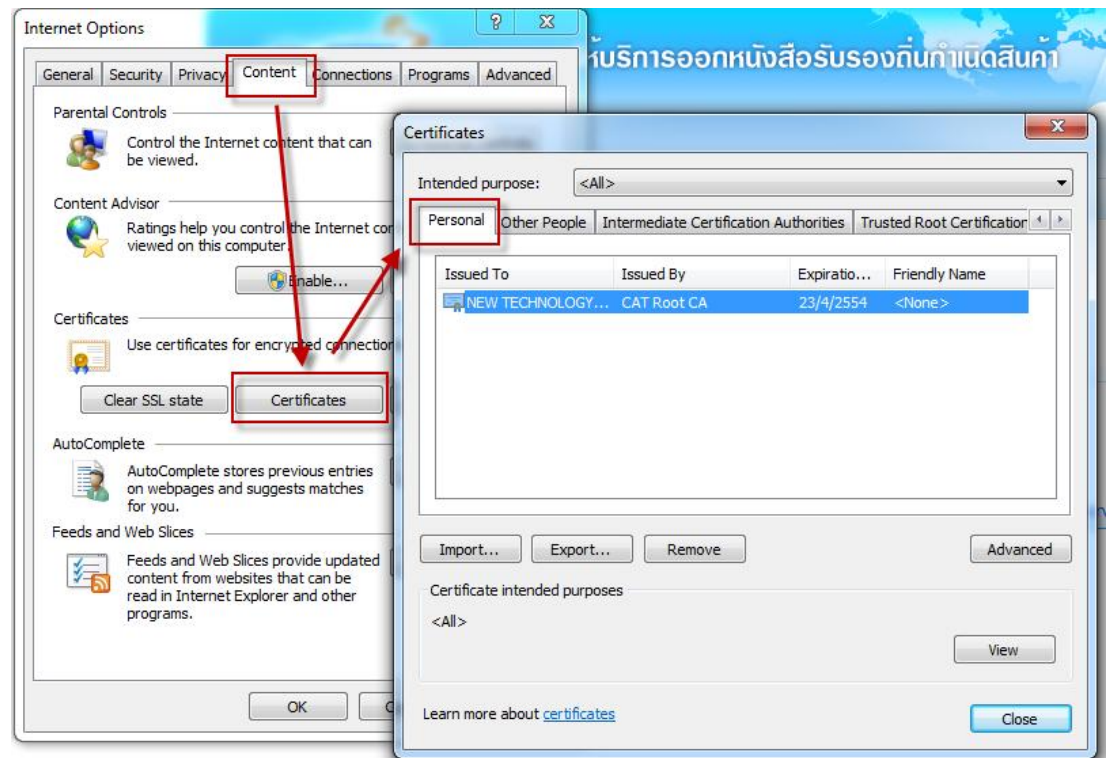 Internet Options
ให้บริการออกหนังสือรับรองถิ่นกำเนิดสินค้า
General Security Privacy Content Connections Programs Advanced
Parental Controls
Control the Internet content that can
be viewed.
Content Advisor
Ratings help you control the Internet
viewed on this computer.
Enable...
Certificates
Use certificates for encrypted
Clear SSL state Certificates
AutoComplete
AutoComplete stores previous entries
on webpages and suggests matches
for you.
Feeds and Web Slices
Feeds and Web Slices provide updated
content from websites that can be
read in Internet Explorer and other
programs.
OK
Certificates
Intended purpose: <All>
Personal Other People Intermediate Certification Authorities Trusted Root Certification
Issued To Issued By Expiratio... Friendly Name
NEW TECHNOLOGY... CAT Root CA 23/4/2554 <None>
Import... Export... Remove Advanced
Certificate intended purposes
<All>
View
Learn more about certificates
Close